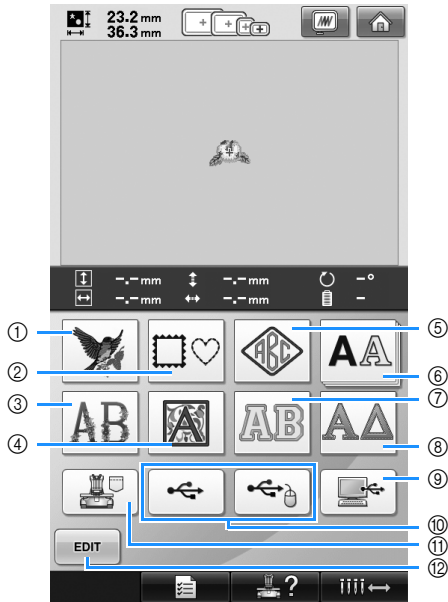 23.2 mm
36.3 mm
-.- mm -.- mm -°
-.- mm -.- mm -
① ⑤
② ABC A A ⑥
③ AB A AB ⑦
④ AΔ ⑧
⑨
⑩
⑪
EDIT ⑫
?